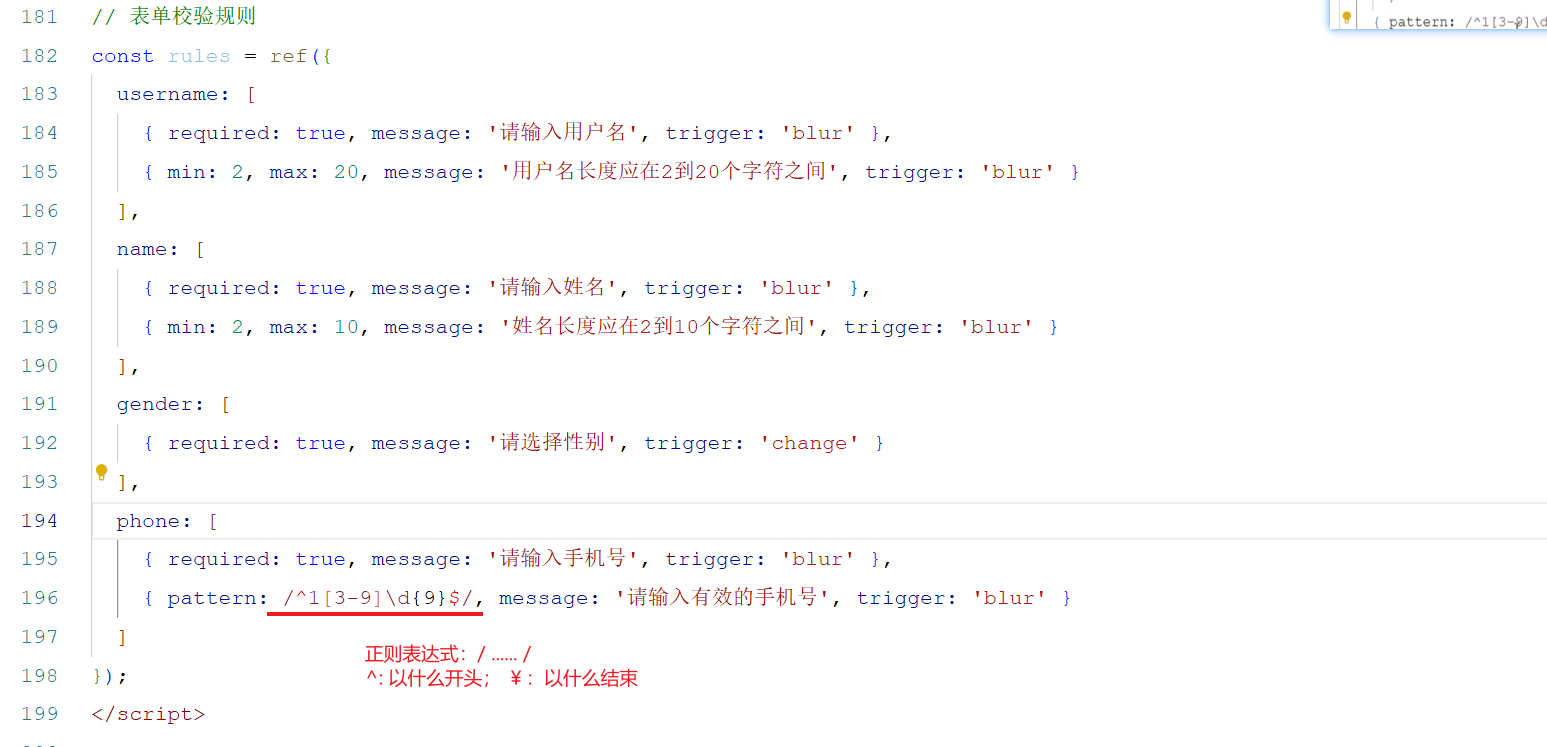 181 // 表单校验规则
{ pattern: /^1[3-9]\d
182 const rules = ref({
183 username: [
184 { required: true, message: '请输入用户名', trigger: 'blur' },
185 { min: 2, max: 20, message: '用户名长度应在2到20个字符之间', trigger: 'blur' }
186 ],
187 name: [
188 { required: true, message: '请输入姓名', trigger: 'blur' },
189 { min: 2, max: 10, message: '姓名长度应在2到10个字符之间', trigger: 'blur' }
190 ],
191 gender: [
192 { required: true, message: '请选择性别', trigger: 'change' }
193 ],
194 phone: [
195 { required: true, message: '请输入手机号', trigger: 'blur' },
196 { pattern: /^1[3-9]\d{9}$/, message: '请输入有效的手机号', trigger: 'blur' }
197 ]
正则表达式: / ...... /
198 });
^: 以什么开头; ¥: 以什么结束
199 </script>